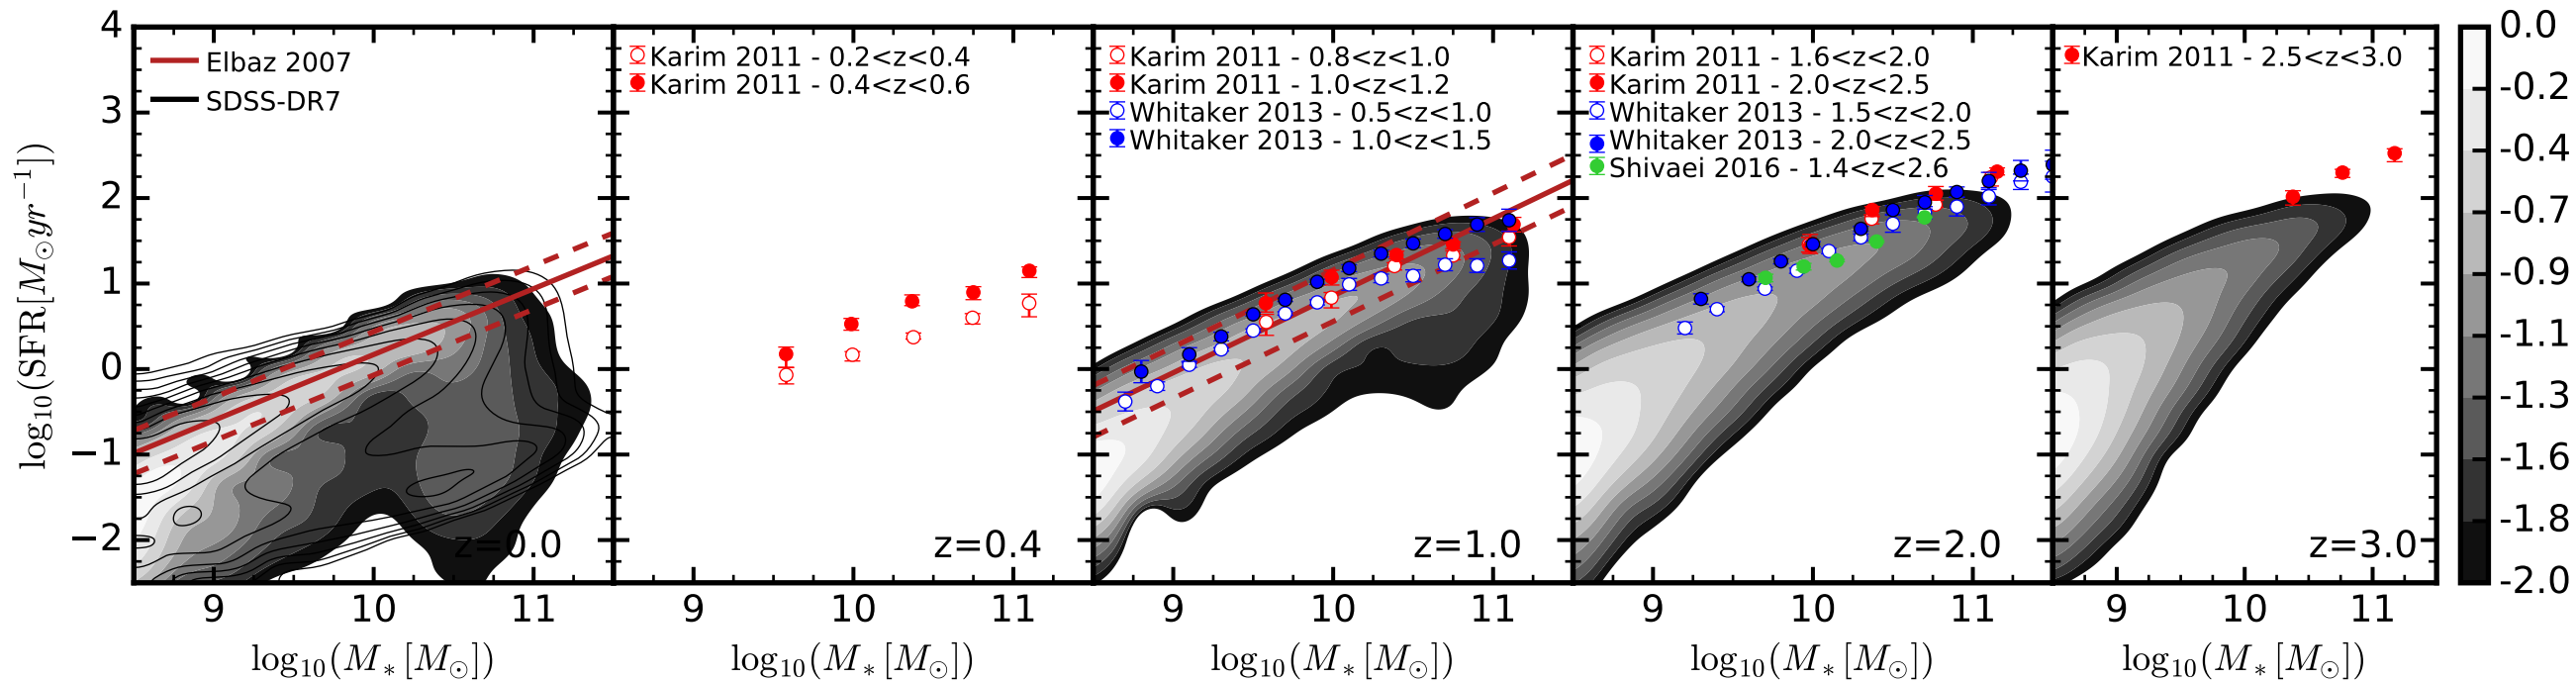 Elbaz 2007
SDSS-DR7
Karim 2011 - 0.2<z<0.4
Karim 2011 - 0.4<z<0.6
Karim 2011 - 0.8<z<1.0
Karim 2011 - 1.0<z<1.2
Whitaker 2013 - 0.5<z<1.0
Whitaker 2013 - 1.0<z<1.5
Karim 2011 - 1.6<z<2.0
Karim 2011 - 2.0<z<2.5
Whitaker 2013 - 1.5<z<2.0
Whitaker 2013 - 2.0<z<2.5
Shivaei 2016 - 1.4<z<2.6
Karim 2011 - 2.5<z<3.0
4
3
2
1
0
−1
−2
log₁₀(SFR[M⊙yr⁻¹])
z=0.0
z=0.4
z=1.0
z=2.0
z=3.0
9 10 11
9 10 11
9 10 11
9 10 11
9 10 11
log₁₀(M∗[M⊙])
log₁₀(M∗[M⊙])
log₁₀(M∗[M⊙])
log₁₀(M∗[M⊙])
log₁₀(M∗[M⊙])
0.0
-0.2
-0.4
-0.7
-0.9
-1.1
-1.3
-1.6
-1.8
-2.0